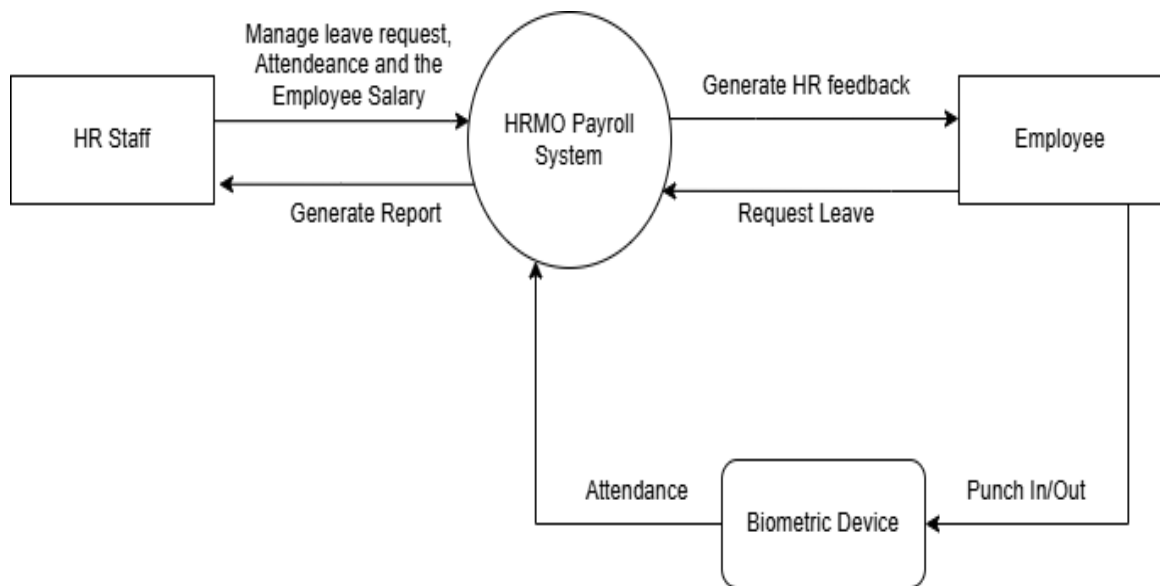 Manage leave request,
Attendeance and the
Employee Salary
HR Staff
Generate Report
HRMO Payroll
System
Generate HR feedback
Employee
Request Leave
Attendance
Biometric Device
Punch In/Out